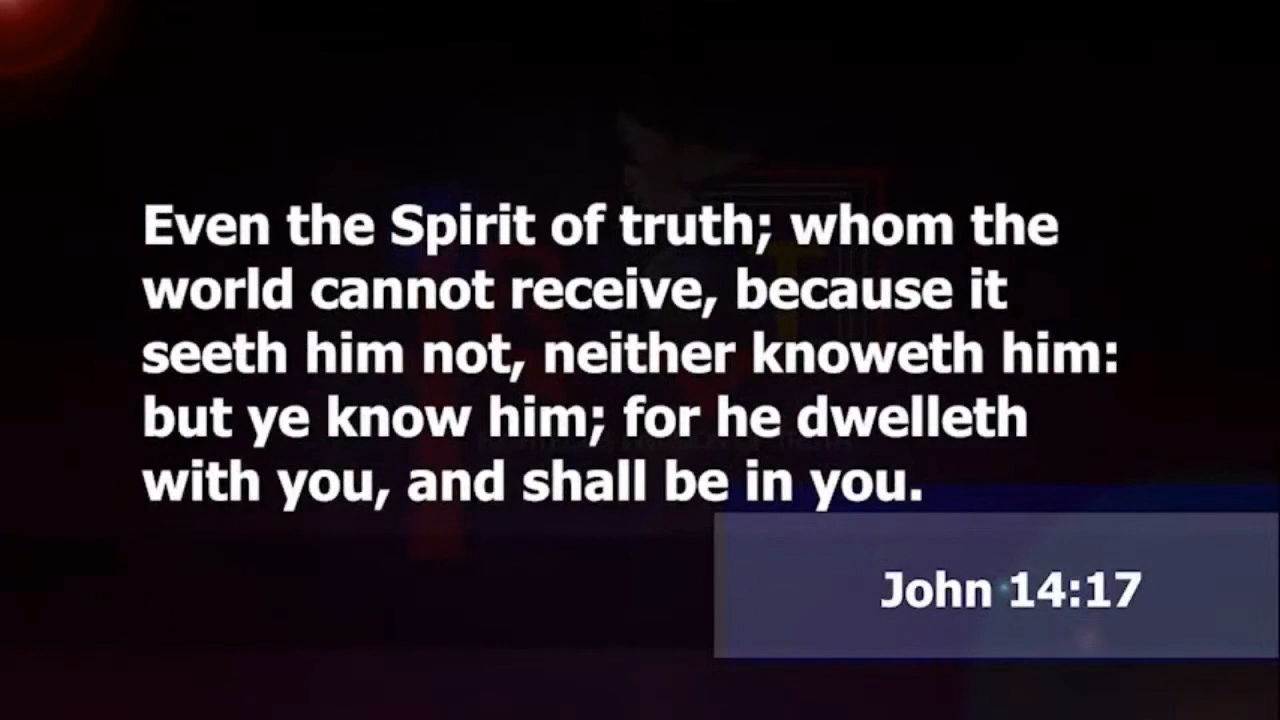 Even the Spirit of truth; whom the
world cannot receive, because it
seeth him not, neither knoweth him:
but ye know him; for he dwelleth
with you, and shall be in you.
John 14:17